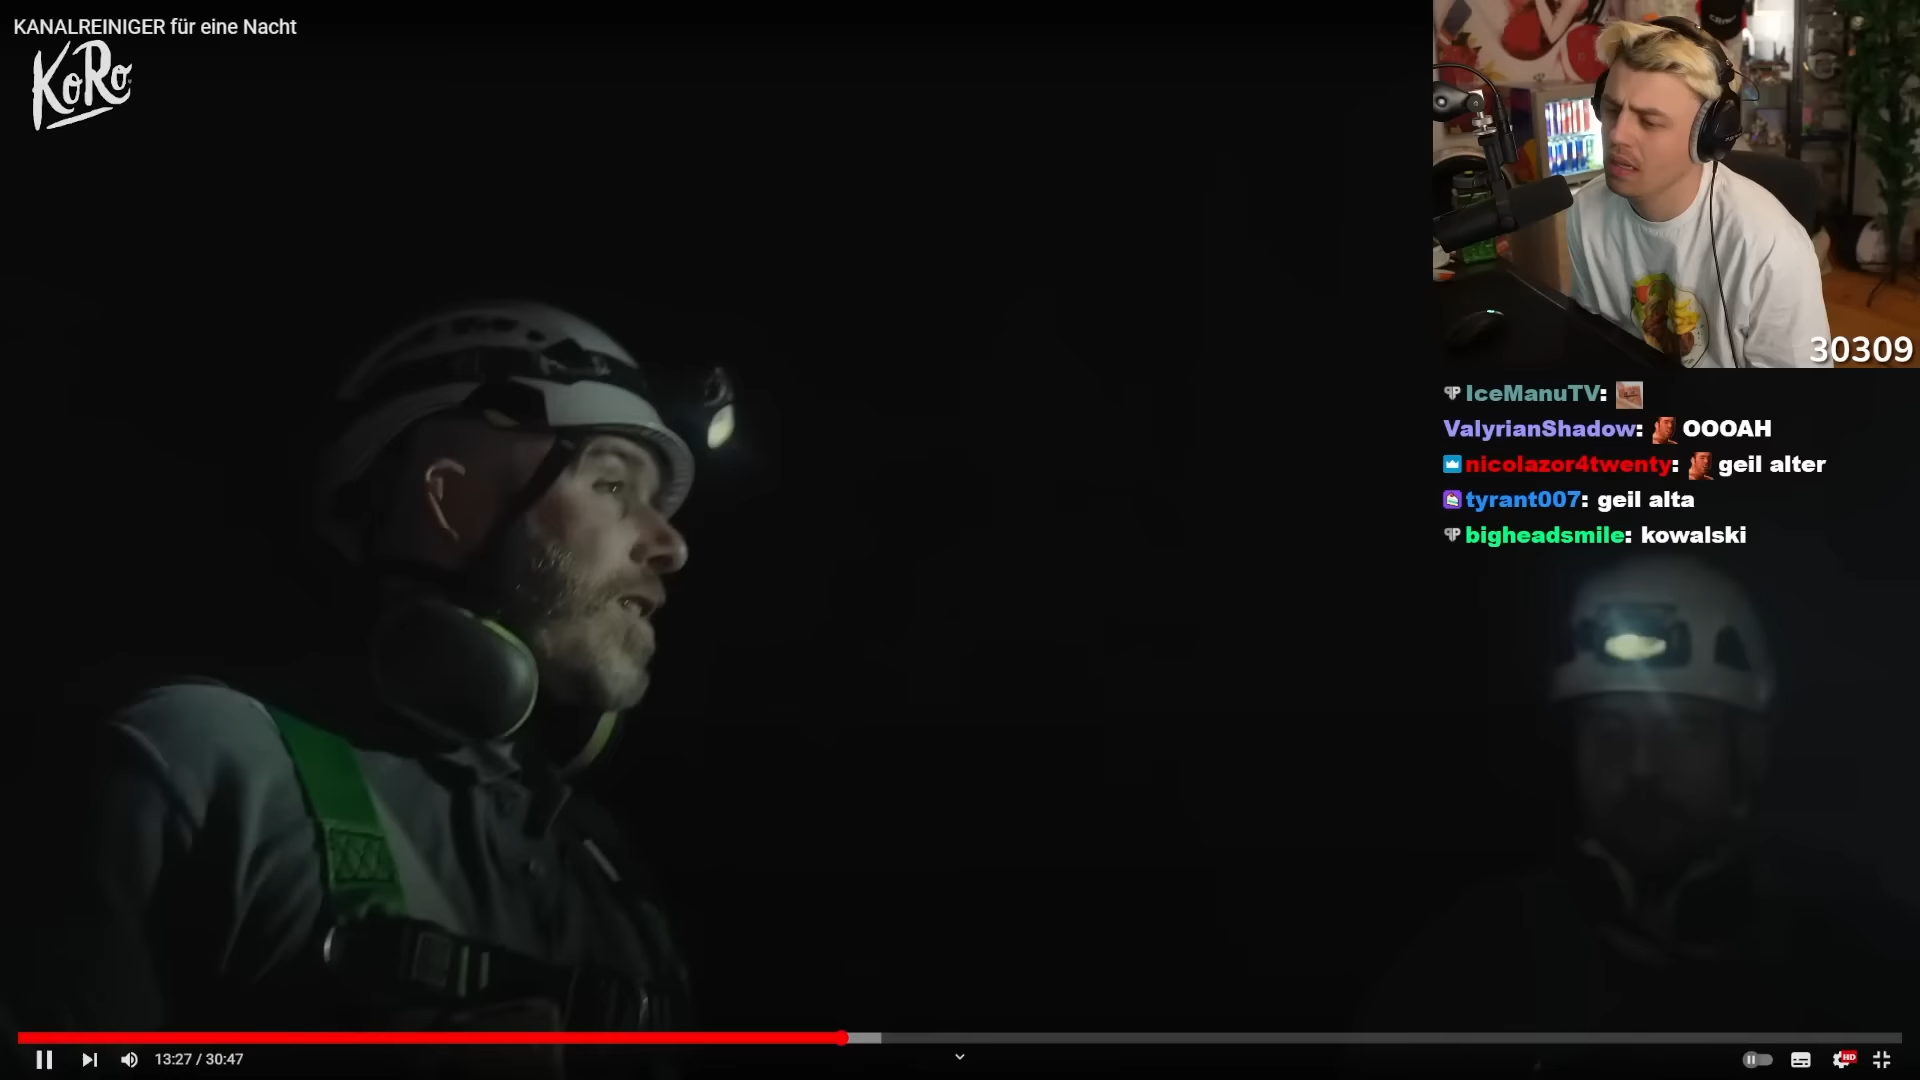 KANALREINIGER für eine Nacht
KoRo
30309
IceManuTV:
ValyrianShadow: OOOAH
nicolazor4twenty: geil alter
tyrant007: geil alta
bigheadsmile: kowalski
13:27 / 30:47
HD